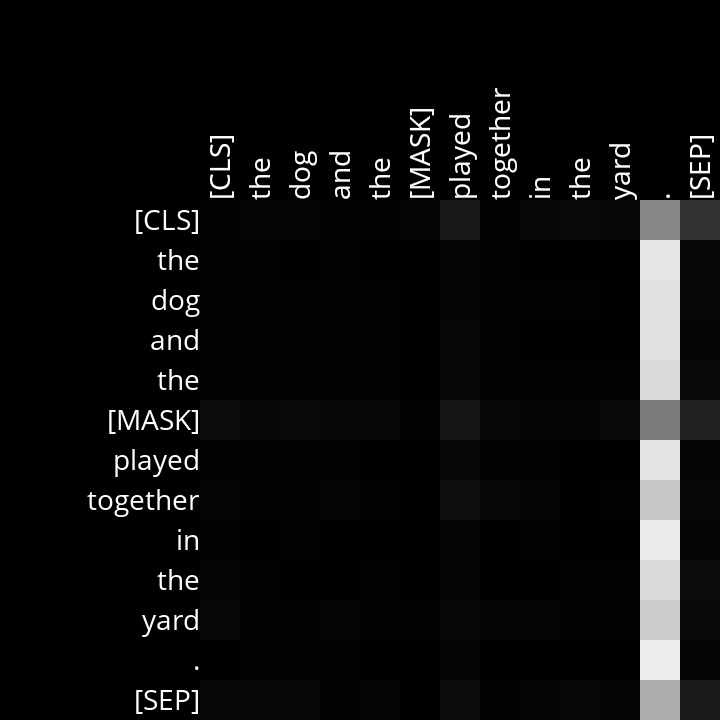 [CLS] the dog and the [MASK] played together in the yard . [SEP]
[CLS]
the
dog
and
the
[MASK]
played
together
in
the
yard
.
[SEP]